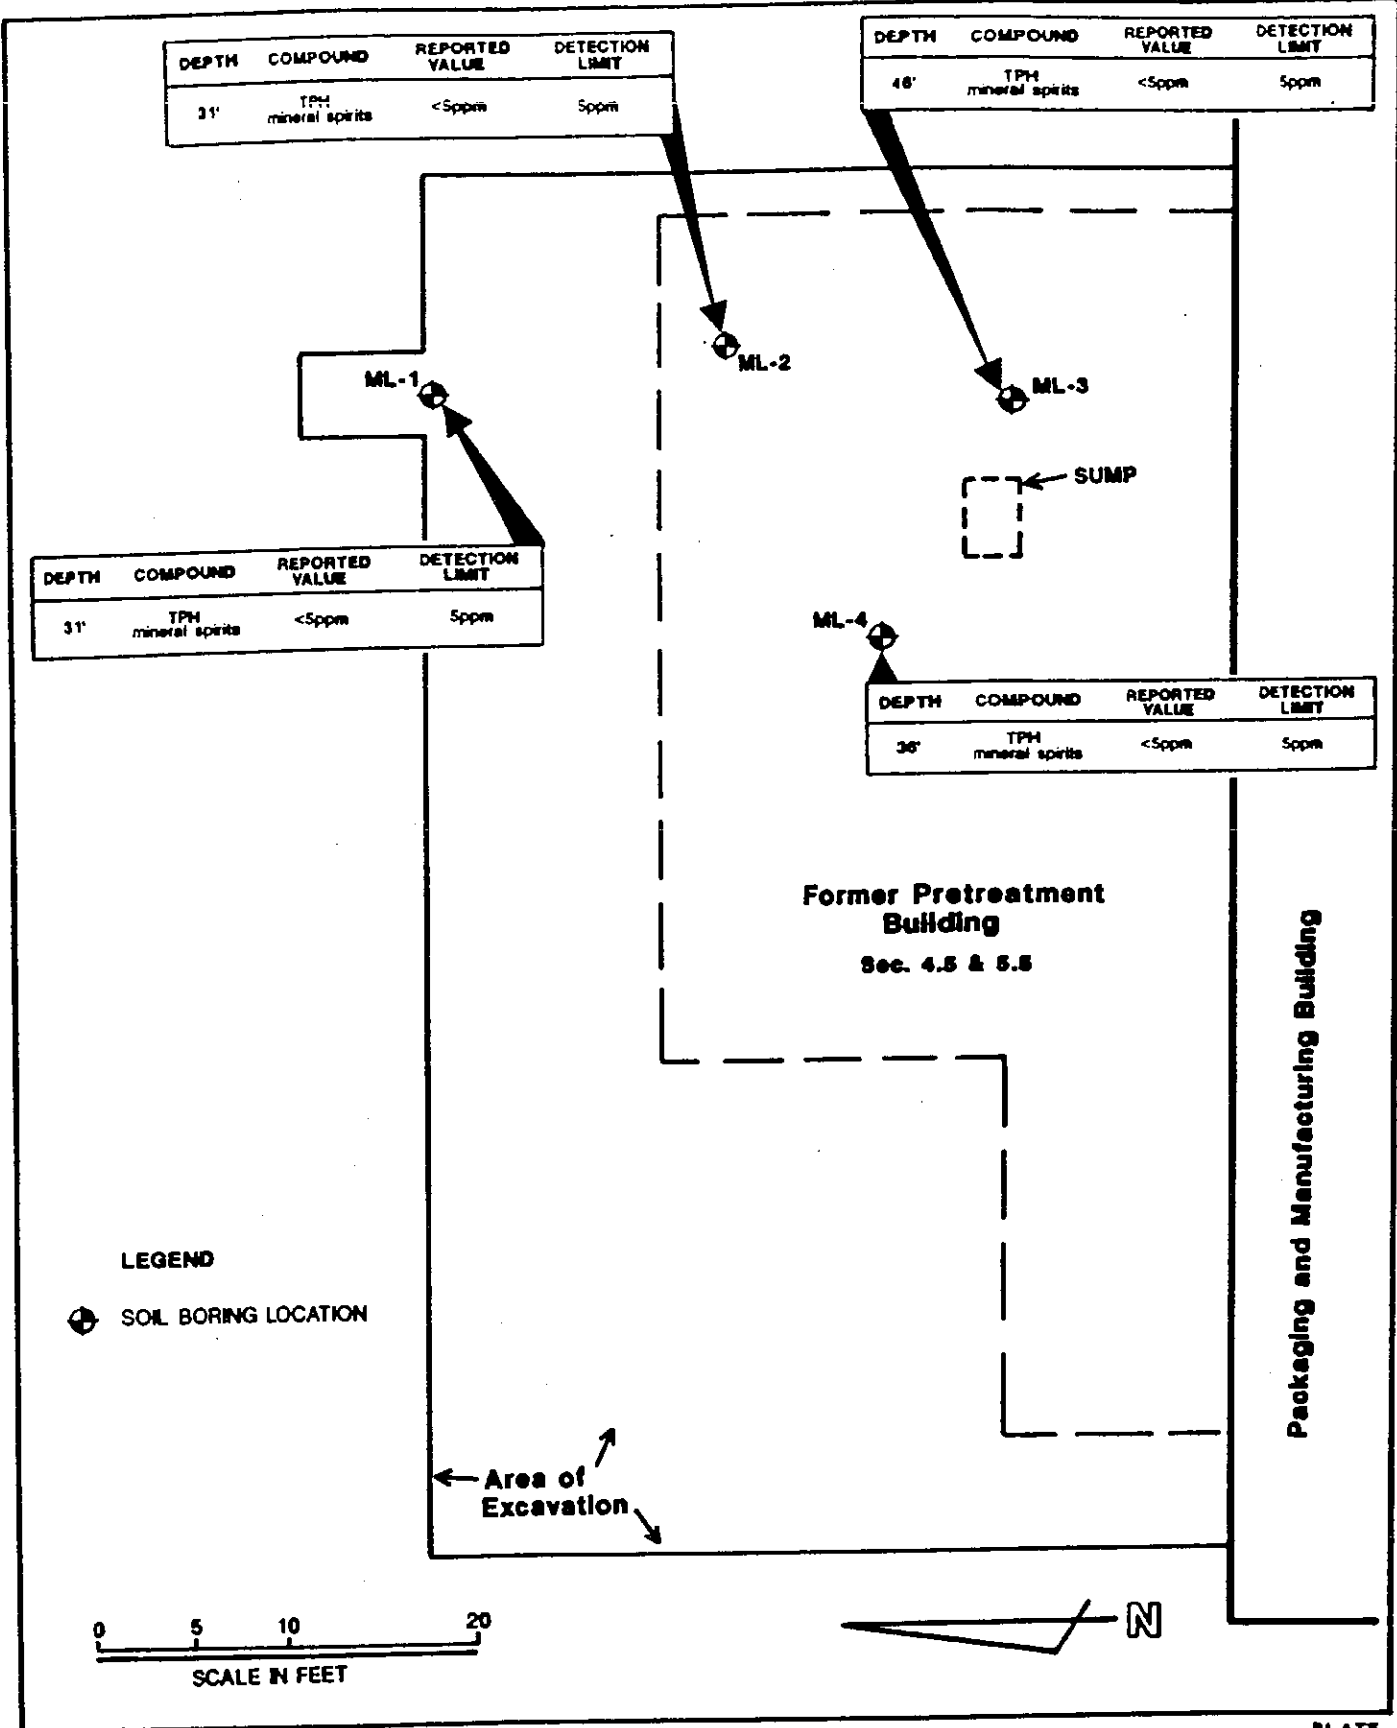 DEPTH COMPOUND REPORTED VALUE DETECTION LIMIT
31' TPH mineral spirits <5ppm 5ppm
DEPTH COMPOUND REPORTED VALUE DETECTION LIMIT
46' TPH mineral spirits <5ppm 5ppm
ML-2
ML-1
ML-3
SUMP
DEPTH COMPOUND REPORTED VALUE DETECTION LIMIT
31' TPH mineral spirits <5ppm 5ppm
ML-4
DEPTH COMPOUND REPORTED VALUE DETECTION LIMIT
36' TPH mineral spirits <5ppm 5ppm
Former Pretreatment
Building
Sec. 4.5 & 5.5
Packaging and Manufacturing Building
LEGEND
SOIL BORING LOCATION
Area of
Excavation
0 5 10 20
SCALE IN FEET
N